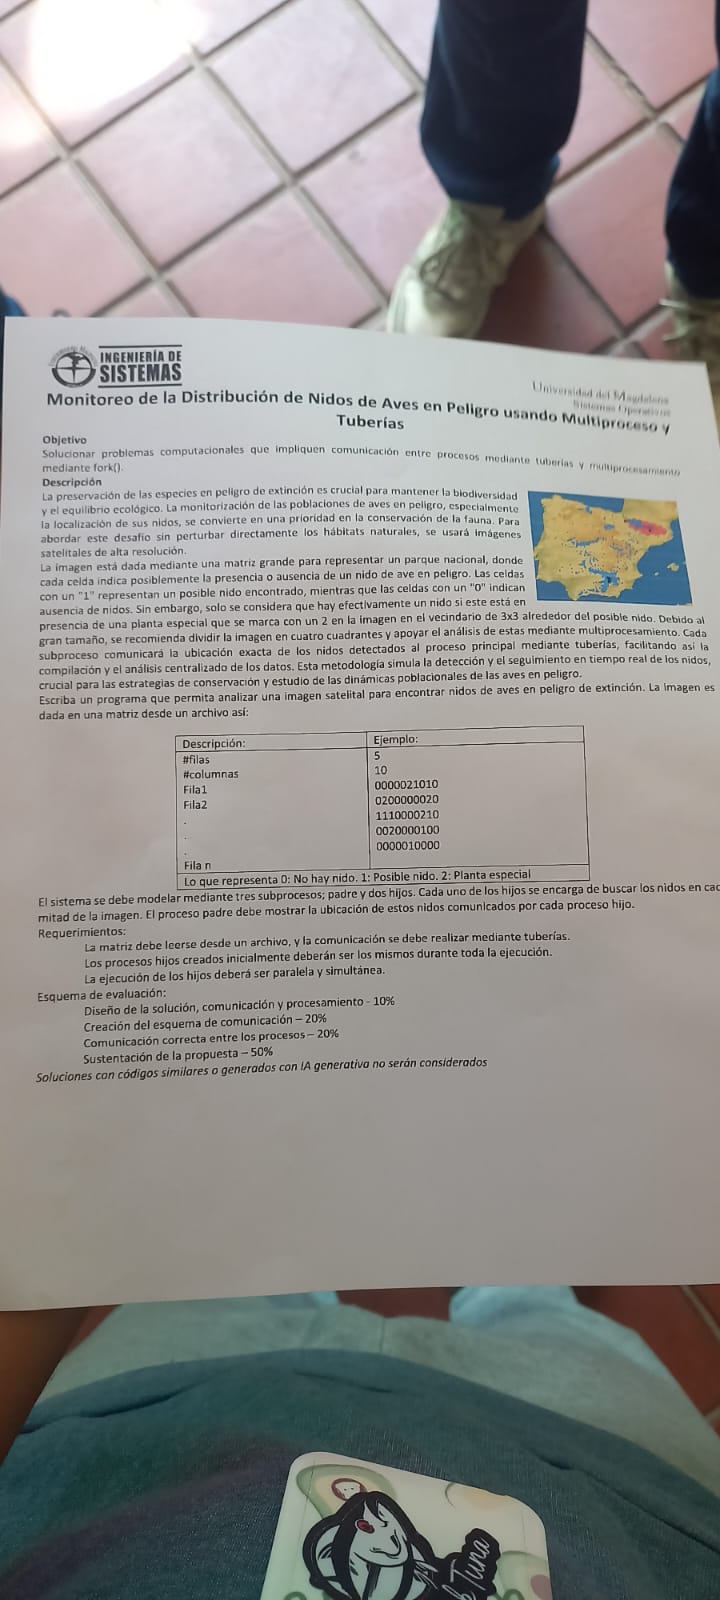 INGENIERÍA DE
SISTEMAS
Universidad del Magdalena
Sistemas Operativos
Monitoreo de la Distribución de Nidos de Aves en Peligro usando Multiproceso y
Tuberías
Objetivo
Solucionar problemas computacionales que impliquen comunicación entre procesos mediante tuberías y multiprocesamiento
mediante fork().
Descripción
La preservación de las especies en peligro de extinción es crucial para mantener la biodiversidad
y el equilibrio ecológico. La monitorización de las poblaciones de aves en peligro, especialmente
la localización de sus nidos, se convierte en una prioridad en la conservación de la fauna. Para
abordar este desafío sin perturbar directamente los hábitats naturales, se usará imágenes
satelitales de alta resolución.
La imagen está dada mediante una matriz grande para representar un parque nacional, donde
cada celda indica posiblemente la presencia o ausencia de un nido de ave en peligro. Las celdas
con un "1" representan un posible nido encontrado, mientras que las celdas con un "0" indican
ausencia de nidos. Sin embargo, solo se considera que hay efectivamente un nido si este está en
presencia de una planta especial que se marca con un 2 en la imagen en el vecindario de 3x3 alrededor del posible nido. Debido al
gran tamaño, se recomienda dividir la imagen en cuatro cuadrantes y apoyar el análisis de estas mediante multiprocesamiento. Cada
subproceso comunicará la ubicación exacta de los nidos detectados al proceso principal mediante tuberías, facilitando así la
compilación y el análisis centralizado de los datos. Esta metodología simula la detección y el seguimiento en tiempo real de los nidos,
crucial para las estrategias de conservación y estudio de las dinámicas poblacionales de las aves en peligro.
Escriba un programa que permita analizar una imagen satelital para encontrar nidos de aves en peligro de extinción. La imagen es
dada en una matriz desde un archivo así:
Descripción: Ejemplo:
#filas 5
#columnas 10
Fila1 0000021010
Fila2 0200000020
. 1110000210
. 0020000100
. 0000010000
Fila n
Lo que representa 0: No hay nido. 1: Posible nido. 2: Planta especial
El sistema se debe modelar mediante tres subprocesos; padre y dos hijos. Cada uno de los hijos se encarga de buscar los nidos en cad
mitad de la imagen. El proceso padre debe mostrar la ubicación de estos nidos comunicados por cada proceso hijo.
Requerimientos:
La matriz debe leerse desde un archivo, y la comunicación se debe realizar mediante tuberías.
Los procesos hijos creados inicialmente deberán ser los mismos durante toda la ejecución.
La ejecución de los hijos deberá ser paralela y simultánea.
Esquema de evaluación:
Diseño de la solución, comunicación y procesamiento - 10%
Creación del esquema de comunicación – 20%
Comunicación correcta entre los procesos – 20%
Sustentación de la propuesta – 50%
Soluciones con códigos similares o generados con IA generativa no serán considerados
Tuna